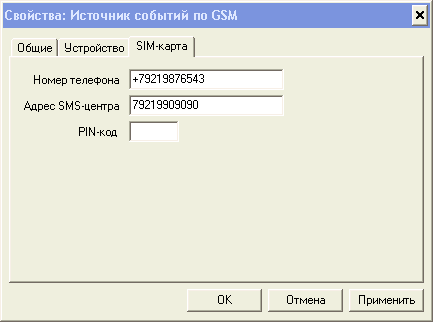 Свойства: Источник событий по GSM
Общие Устройство SIM-карта
Номер телефона +79219876543
Адрес SMS-центра 79219909090
PIN-код
OK Отмена Применить